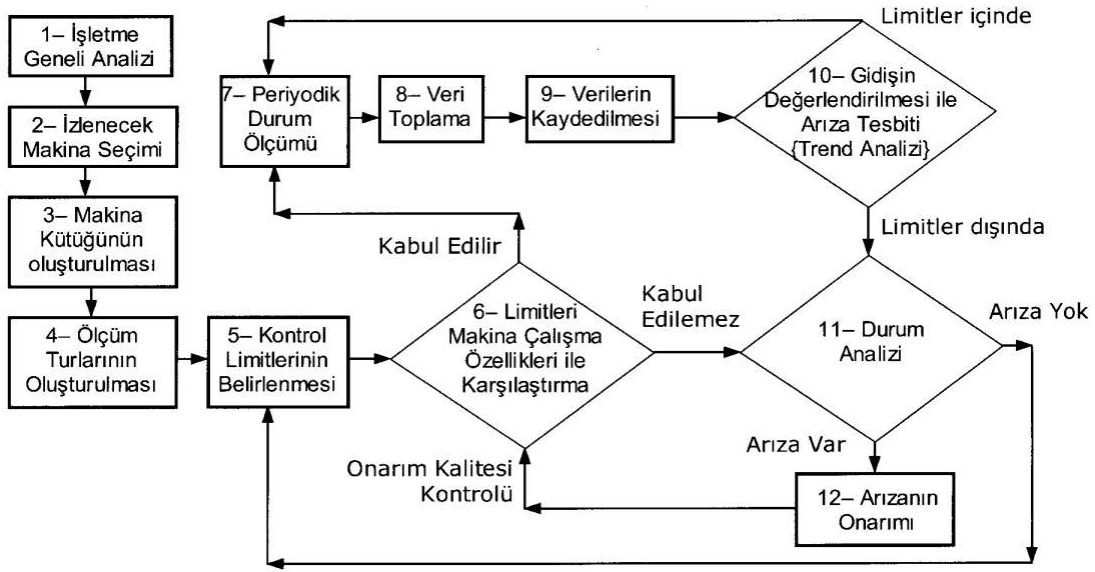 1– İşletme
Geneli Analizi
2– İzlenecek
Makina Seçimi
3– Makina
Kütüğünün
oluşturulması
4– Ölçüm
Turlarının
Oluşturulması
5– Kontrol
Limitlerinin
Belirlenmesi
6– Limitleri
Makina Çalışma
Özellikleri ile
Karşılaştırma
Kabul Edilir
Kabul
Edilemez
7– Periyodik
Durum
Ölçümü
8– Veri
Toplama
9– Verilerin
Kaydedilmesi
10– Gidişin
Değerlendirilmesi ile
Arıza Tesbiti
{Trend Analizi}
Limitler içinde
Limitler dışında
11– Durum
Analizi
Arıza Yok
Arıza Var
12– Arızanın
Onarımı
Onarım Kalitesi
Kontrolü